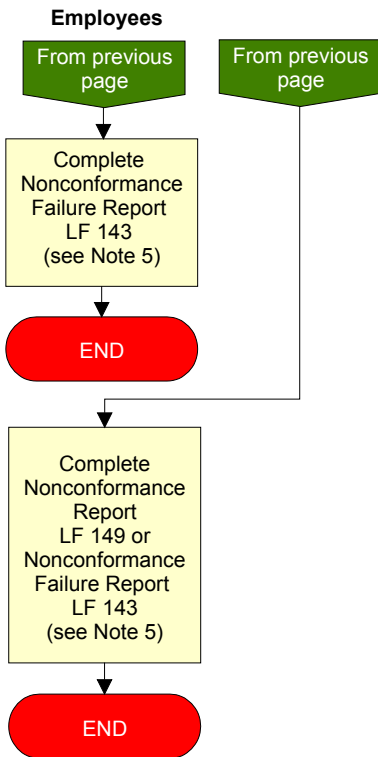 Employees
From previous
page
From previous
page
Complete
Nonconformance
Failure Report
LF 143
(see Note 5)
END
Complete
Nonconformance
Report
LF 149 or
Nonconformance
Failure Report
LF 143
(see Note 5)
END